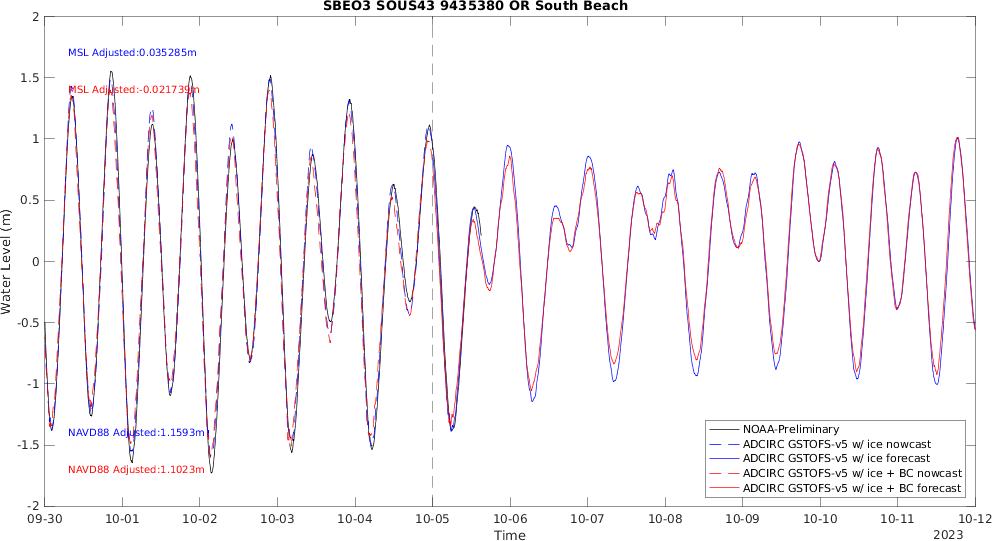 SBEO3 SOUS43 9435380 OR South Beach
MSL Adjusted:0.035285m
MSL Adjusted:-0.021739m
NAVD88 Adjusted:1.1593m
NAVD88 Adjusted:1.1023m
2
1.5
1
0.5
0
-0.5
-1
-1.5
-2
Water Level (m)
NOAA-Preliminary
ADCIRC GSTOFS-v5 w/ ice nowcast
ADCIRC GSTOFS-v5 w/ ice forecast
ADCIRC GSTOFS-v5 w/ ice + BC nowcast
ADCIRC GSTOFS-v5 w/ ice + BC forecast
09-30 10-01 10-02 10-03 10-04 10-05 10-06 10-07 10-08 10-09 10-10 10-11 10-12
Time
2023